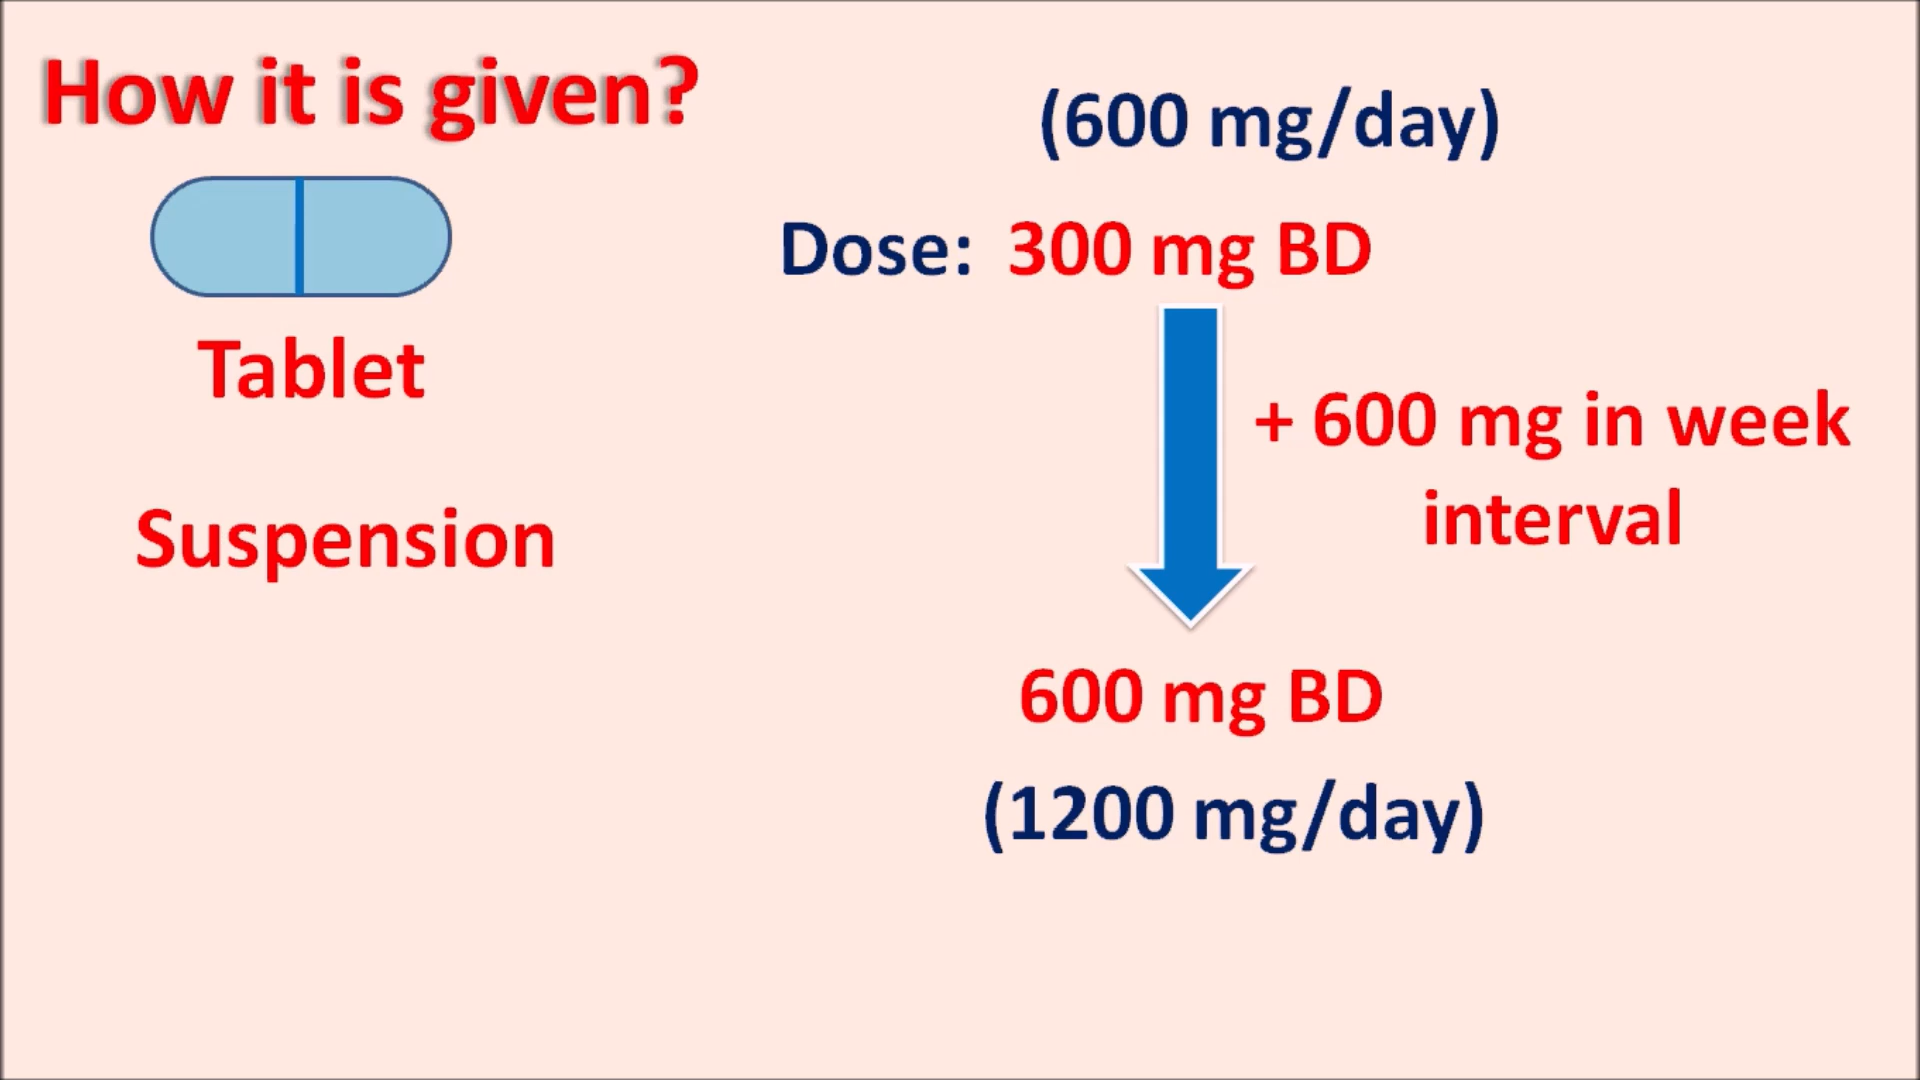 How it is given?
Tablet
Suspension
(600 mg/day)
Dose: 300 mg BD
+ 600 mg in week
interval
600 mg BD
(1200 mg/day)